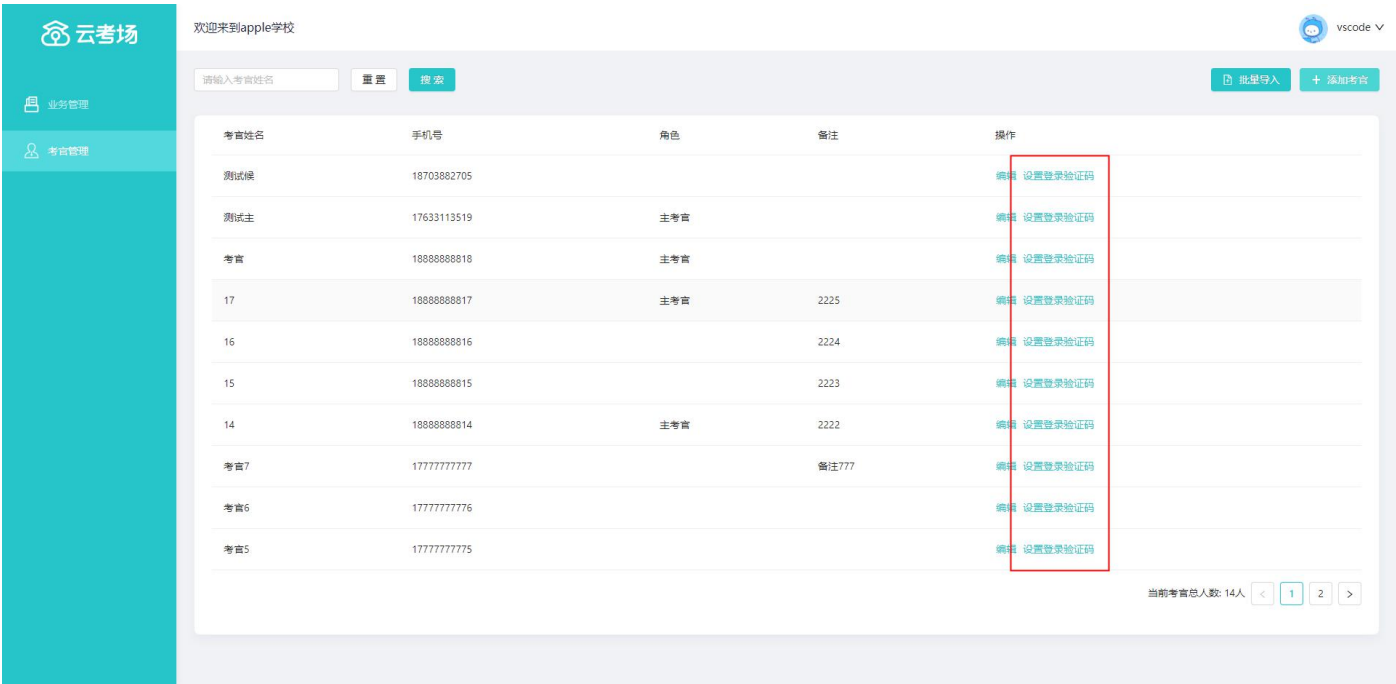 云考场
欢迎来到apple学校
vscode
请输入考官姓名 重置 搜索 批量导入 + 添加考官
业务管理
考官管理
考官姓名 手机号 角色 备注 操作
测试候 18703882705 编辑 设置登录验证码
测试主 17633113519 主考官 编辑 设置登录验证码
考官 18888888818 主考官 编辑 设置登录验证码
17 18888888817 主考官 2225 编辑 设置登录验证码
16 18888888816 2224 编辑 设置登录验证码
15 18888888815 2223 编辑 设置登录验证码
14 18888888814 主考官 2222 编辑 设置登录验证码
考官7 17777777777 备注777 编辑 设置登录验证码
考官6 17777777776 编辑 设置登录验证码
考官5 17777777775 编辑 设置登录验证码
当前考官总人数: 14人 < 1 2 >